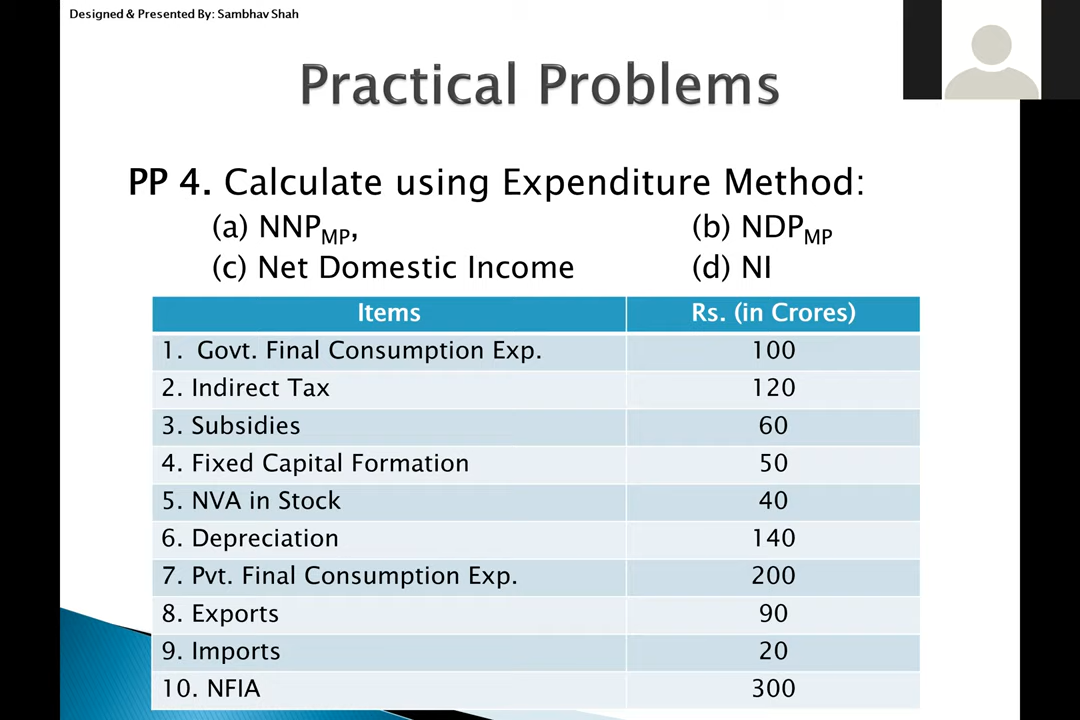 Designed & Presented By: Sambhav Shah
Practical Problems
PP 4. Calculate using Expenditure Method:
(a) NNPMP, (b) NDPMP
(c) Net Domestic Income (d) NI
Items Rs. (in Crores)
1. Govt. Final Consumption Exp. 100
2. Indirect Tax 120
3. Subsidies 60
4. Fixed Capital Formation 50
5. NVA in Stock 40
6. Depreciation 140
7. Pvt. Final Consumption Exp. 200
8. Exports 90
9. Imports 20
10. NFIA 300